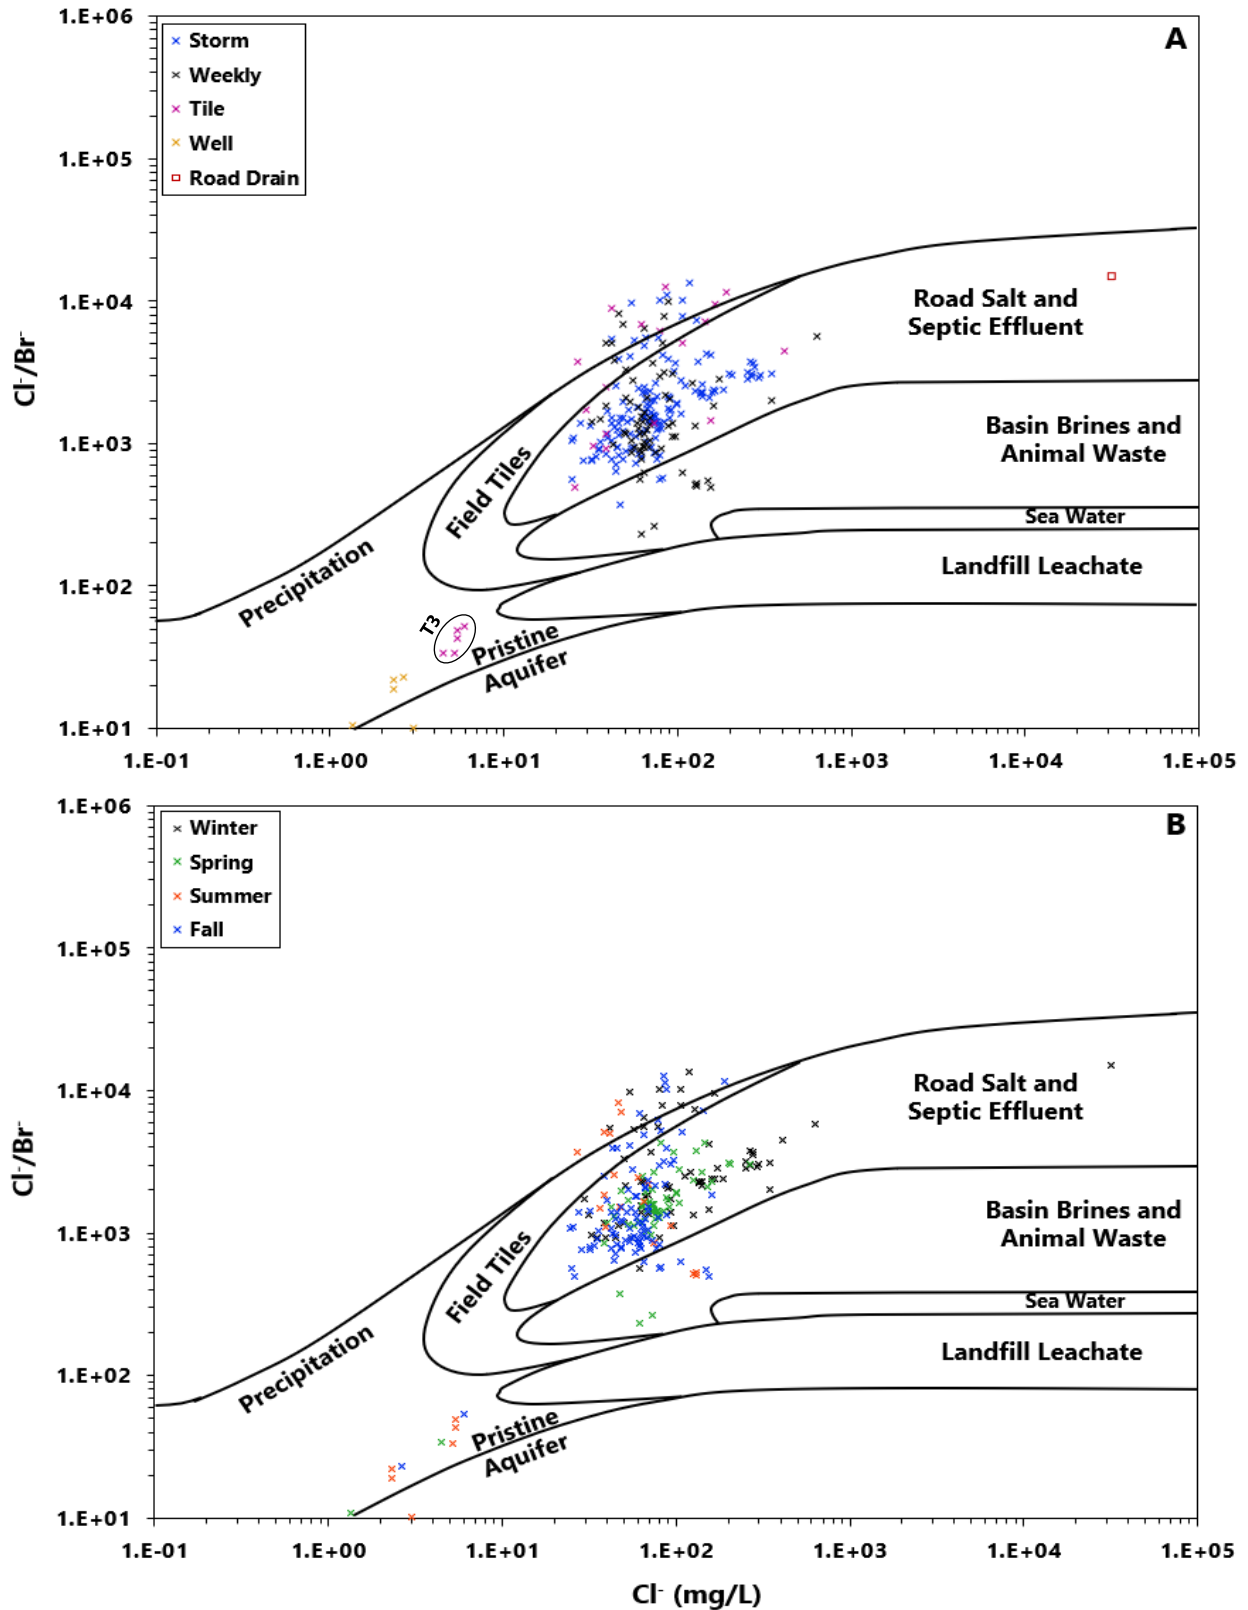 1.E+06
A
Storm
Weekly
Tile
Well
Road Drain
1.E+05
1.E+04
Road Salt and
Septic Effluent
Cl-/Br-
1.E+03
Basin Brines and
Animal Waste
Field Tiles
Sea Water
Precipitation
Landfill Leachate
1.E+02
T3
Pristine
Aquifer
1.E+01
1.E-01 1.E+00 1.E+01 1.E+02 1.E+03 1.E+04 1.E+05
1.E+06
B
Winter
Spring
Summer
Fall
1.E+05
1.E+04
Road Salt and
Septic Effluent
Cl-/Br-
1.E+03
Basin Brines and
Animal Waste
Field Tiles
Sea Water
Precipitation
Landfill Leachate
1.E+02
Pristine
Aquifer
1.E+01
1.E-01 1.E+00 1.E+01 1.E+02 1.E+03 1.E+04 1.E+05
Cl- (mg/L)